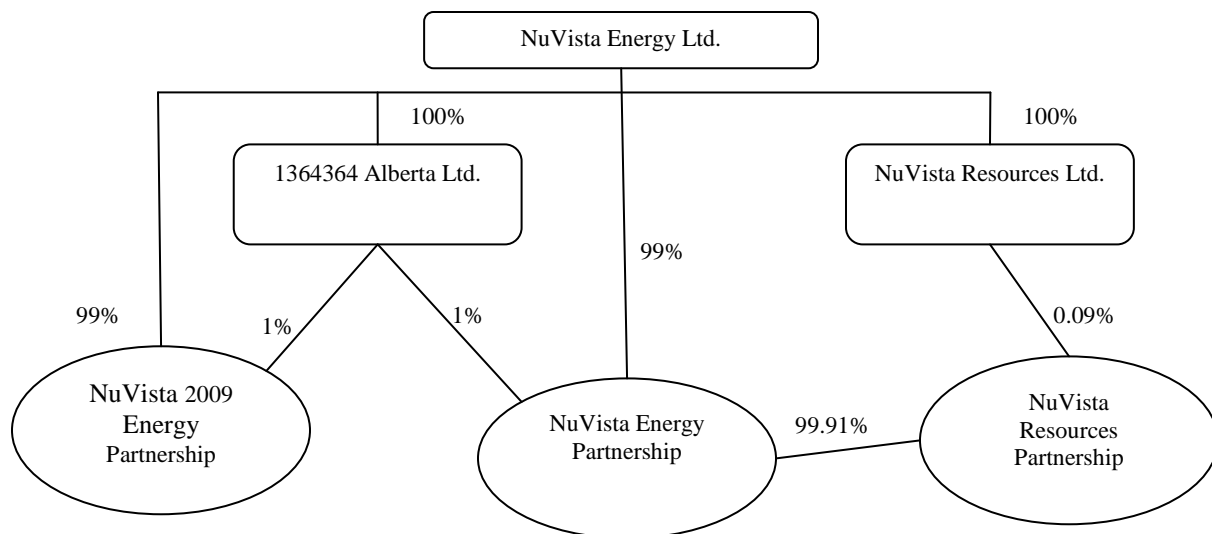 NuVista Energy Ltd.
100%
100%
1364364 Alberta Ltd.
NuVista Resources Ltd.
99%
99%
1%
1%
0.09%
NuVista 2009
Energy
Partnership
NuVista Energy
Partnership
99.91%
NuVista
Resources
Partnership